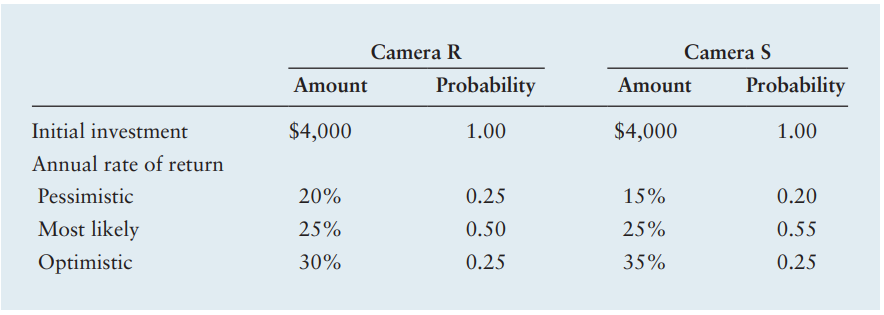 Camera R Camera S
Amount Probability Amount Probability
Initial investment $4,000 1.00 $4,000 1.00
Annual rate of return
Pessimistic 20% 0.25 15% 0.20
Most likely 25% 0.50 25% 0.55
Optimistic 30% 0.25 35% 0.25